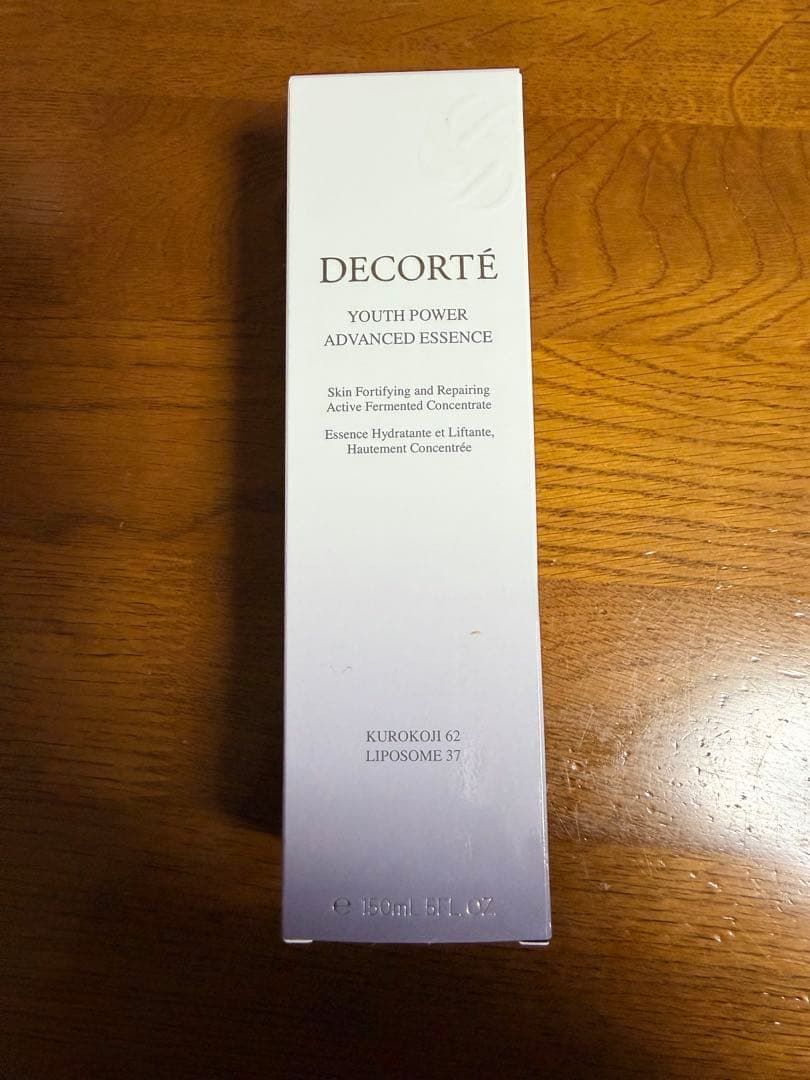 DECORTÉ
YOUTH POWER
ADVANCED ESSENCE
Skin Fortifying and Repairing
Active Fermented Concentrate
Essence Hydratante et Liftante,
Hautement Concentrée
KUROKOJI 62
LIPOSOME 37
℮ 150mL 5FL.OZ.